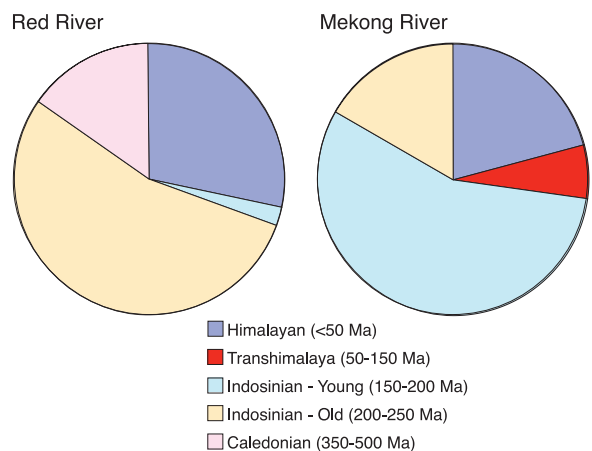 Red River
Mekong River
Himalayan (<50 Ma)
Transhimalaya (50-150 Ma)
Indosinian - Young (150-200 Ma)
Indosinian - Old (200-250 Ma)
Caledonian (350-500 Ma)